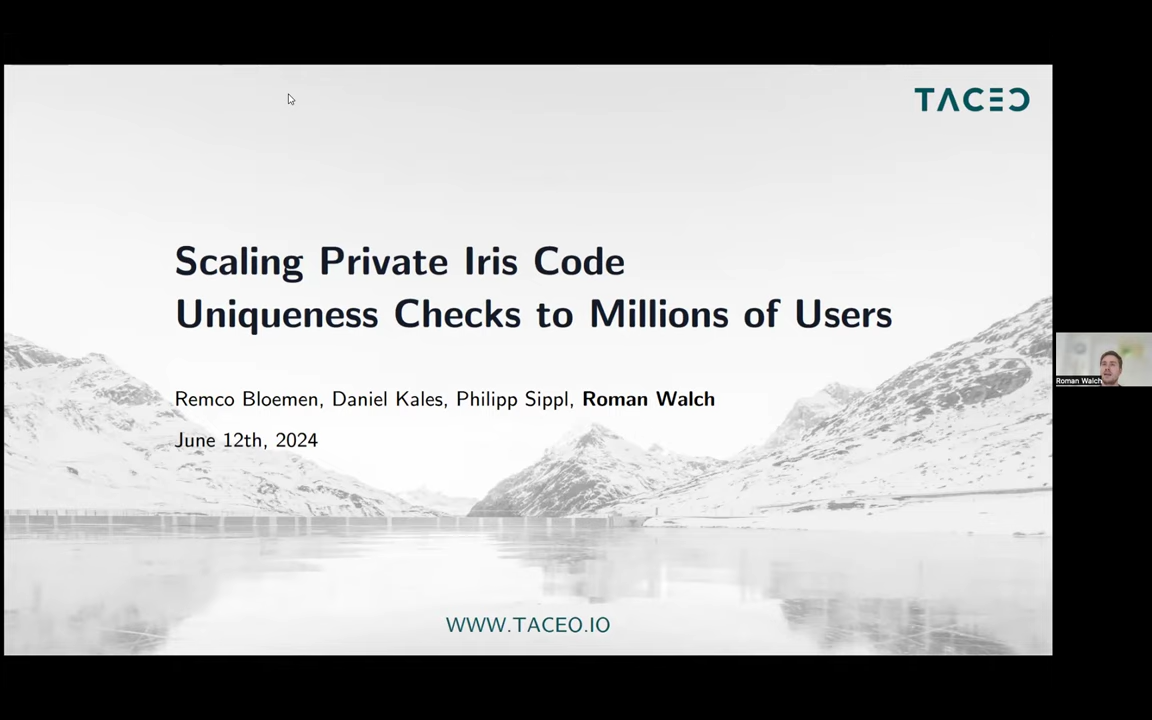 TACEO
Scaling Private Iris Code
Uniqueness Checks to Millions of Users
Remco Bloemen, Daniel Kales, Philipp Sippl, Roman Walch
June 12th, 2024
Roman Walch
WWW.TACEO.IO